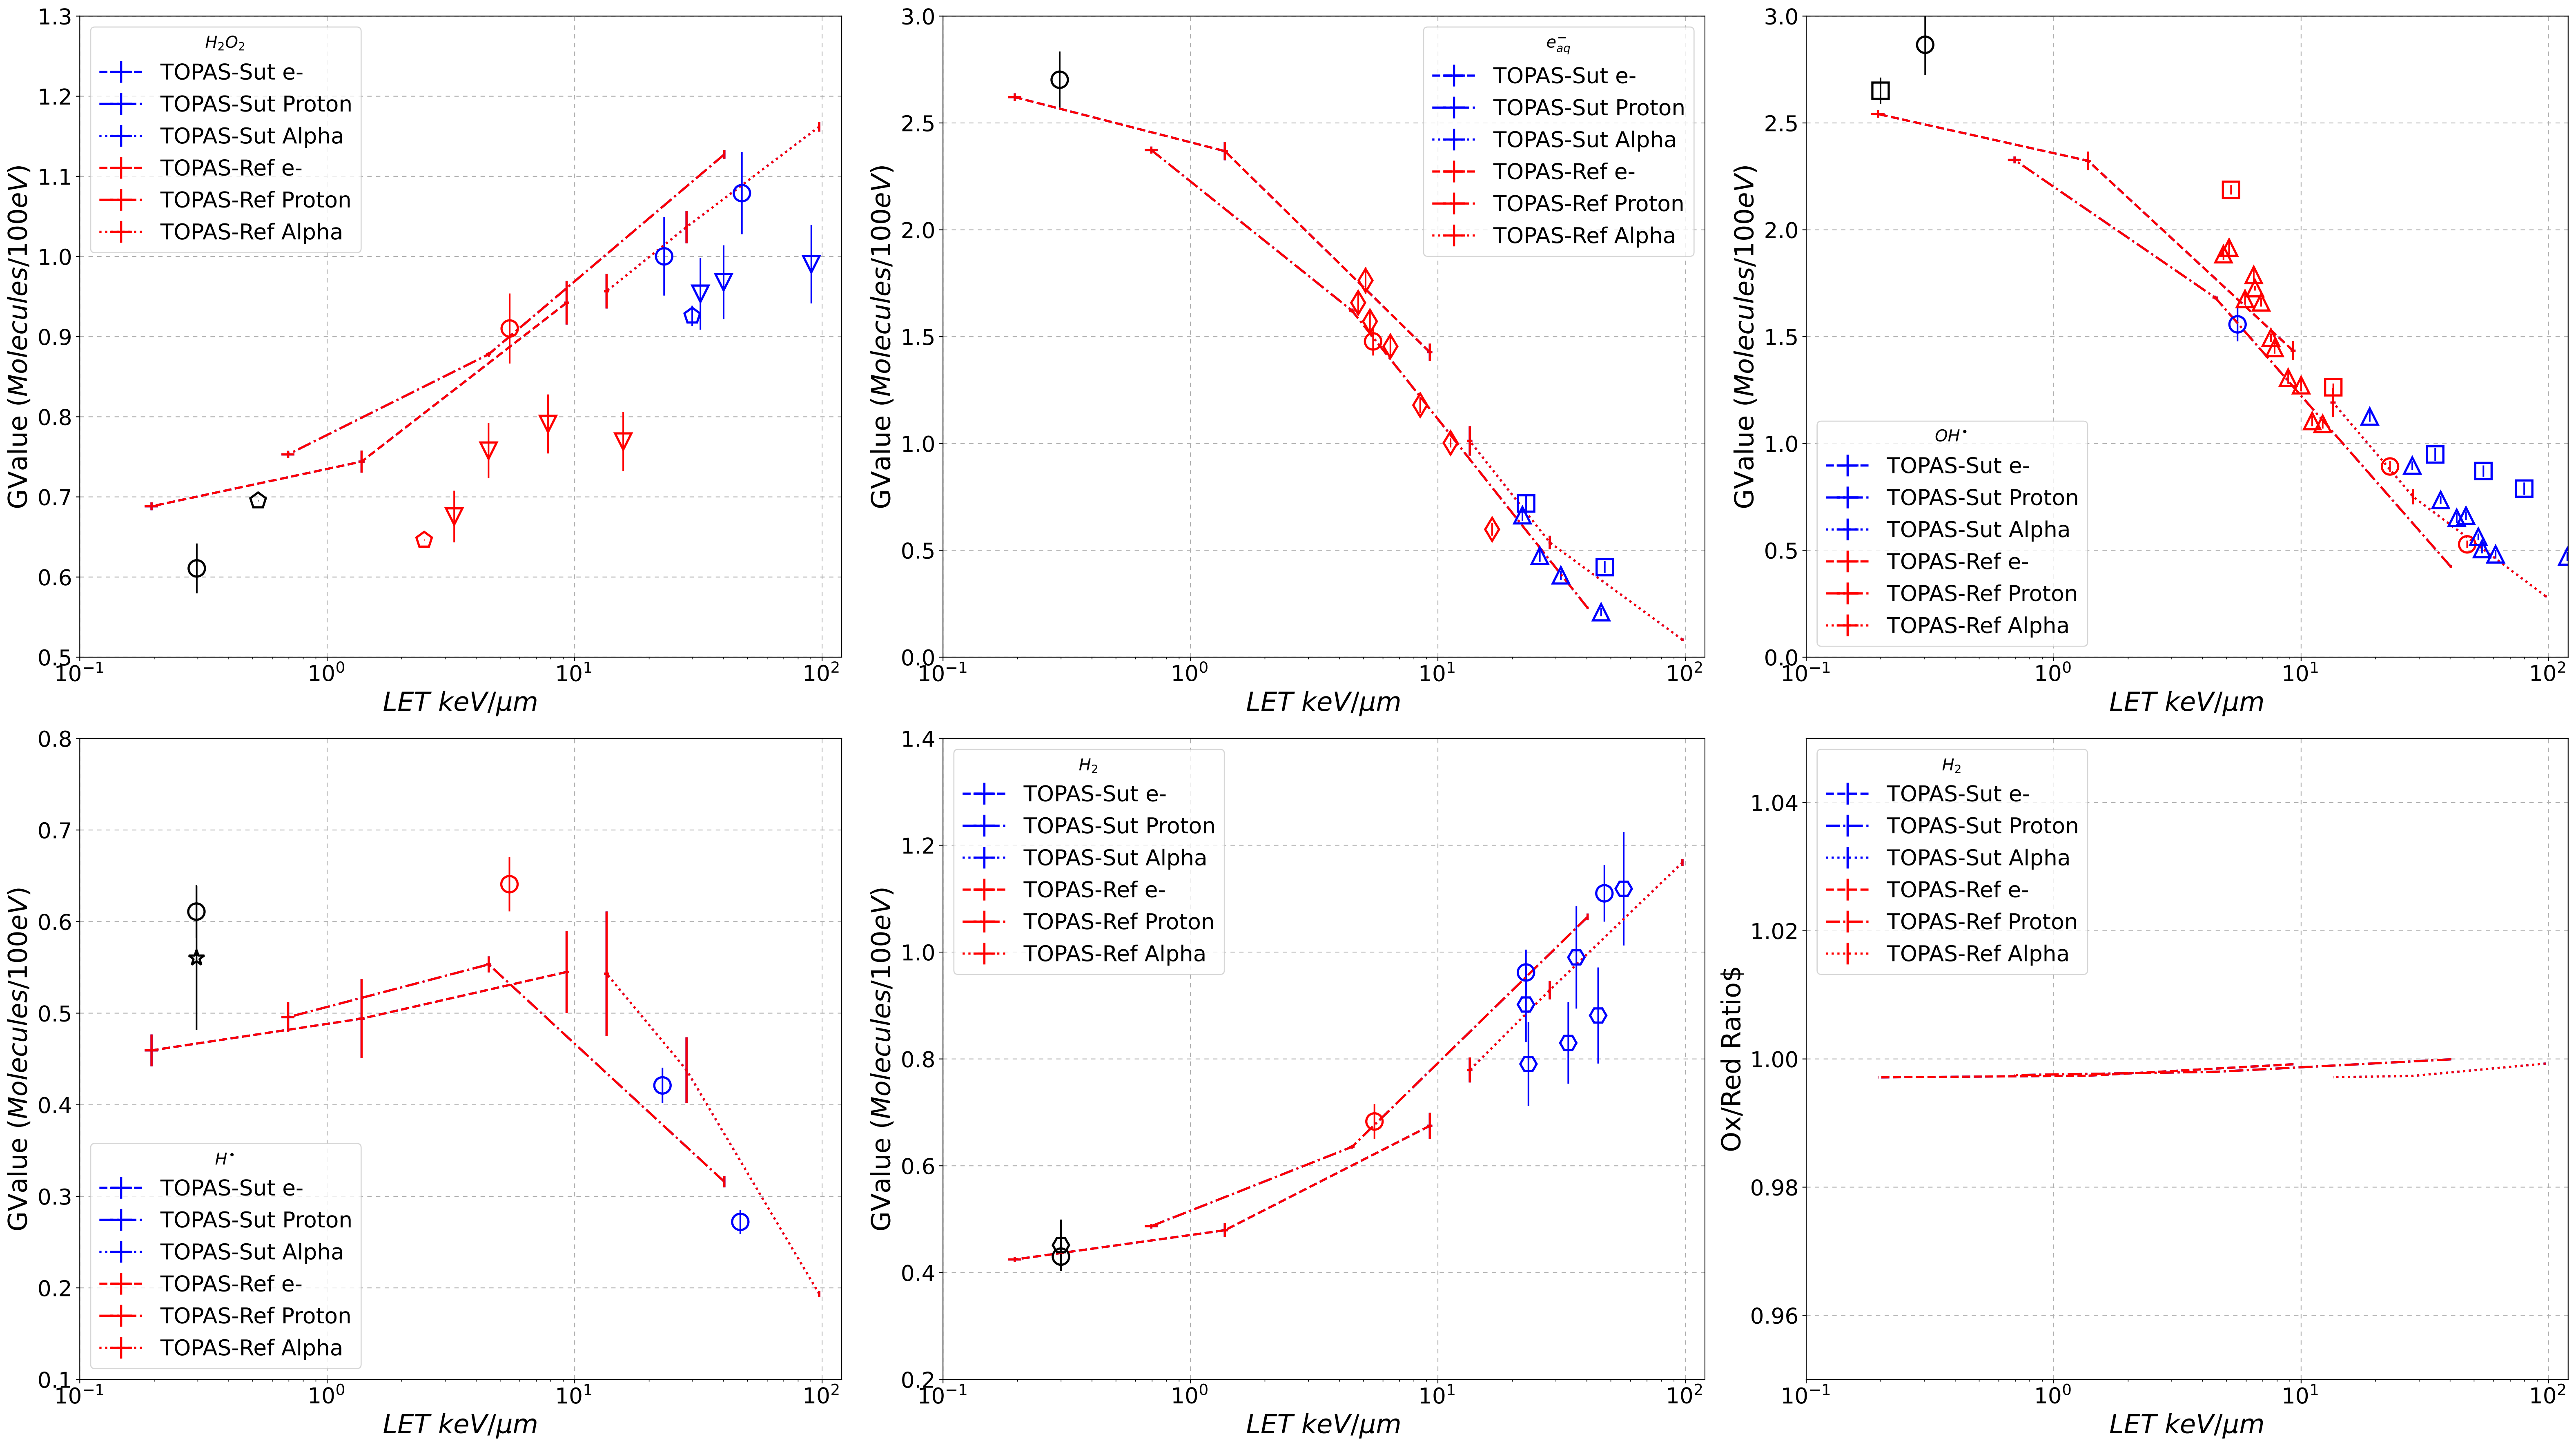 GValue (Molecules/100eV)
1.3
1.2
1.1
1.0
0.9
0.8
0.7
0.6
0.5
H₂O₂
TOPAS-Sut e-
TOPAS-Sut Proton
TOPAS-Sut Alpha
TOPAS-Ref e-
TOPAS-Ref Proton
TOPAS-Ref Alpha
10⁻¹ 10⁰ 10¹ 10²
LET keV/μm
GValue (Molecules/100eV)
3.0
2.5
2.0
1.5
1.0
0.5
0.0
e⁻aq
TOPAS-Sut e-
TOPAS-Sut Proton
TOPAS-Sut Alpha
TOPAS-Ref e-
TOPAS-Ref Proton
TOPAS-Ref Alpha
10⁻¹ 10⁰ 10¹ 10²
LET keV/μm
GValue (Molecules/100eV)
3.0
2.5
2.0
1.5
1.0
0.5
0.0
OH•
TOPAS-Sut e-
TOPAS-Sut Proton
TOPAS-Sut Alpha
TOPAS-Ref e-
TOPAS-Ref Proton
TOPAS-Ref Alpha
10⁻¹ 10⁰ 10¹ 10²
LET keV/μm
GValue (Molecules/100eV)
0.8
0.7
0.6
0.5
0.4
0.3
0.2
0.1
H•
TOPAS-Sut e-
TOPAS-Sut Proton
TOPAS-Sut Alpha
TOPAS-Ref e-
TOPAS-Ref Proton
TOPAS-Ref Alpha
10⁻¹ 10⁰ 10¹ 10²
LET keV/μm
GValue (Molecules/100eV)
1.4
1.2
1.0
0.8
0.6
0.4
0.2
H₂
TOPAS-Sut e-
TOPAS-Sut Proton
TOPAS-Sut Alpha
TOPAS-Ref e-
TOPAS-Ref Proton
TOPAS-Ref Alpha
10⁻¹ 10⁰ 10¹ 10²
LET keV/μm
Ox/Red Ratio$
1.04
1.02
1.00
0.98
0.96
H₂
TOPAS-Sut e-
TOPAS-Sut Proton
TOPAS-Sut Alpha
TOPAS-Ref e-
TOPAS-Ref Proton
TOPAS-Ref Alpha
10⁻¹ 10⁰ 10¹ 10²
LET keV/μm